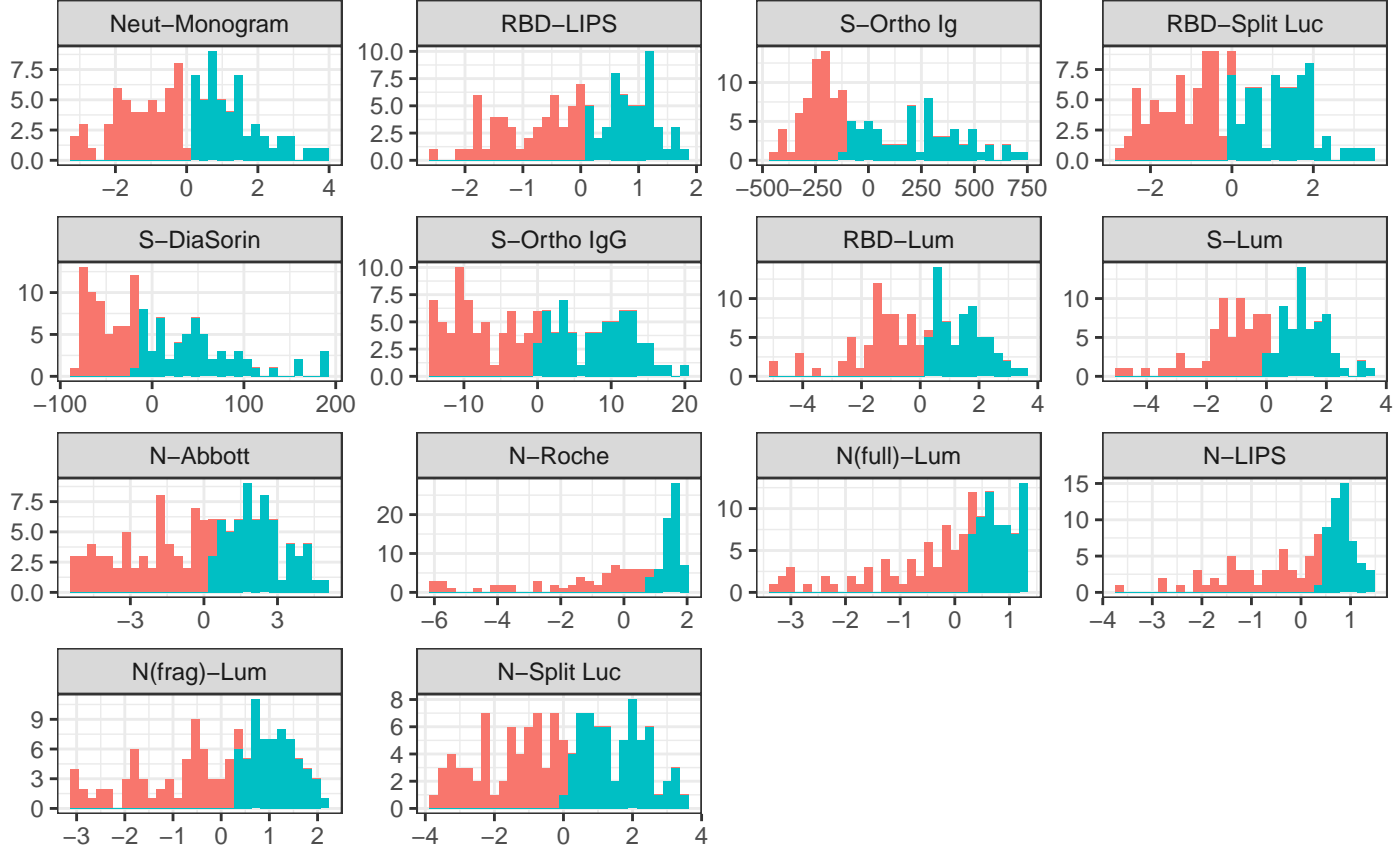 Neut−Monogram
RBD−LIPS
S−Ortho Ig
RBD−Split Luc
7.5
5.0
2.5
0.0
−2 0 2 4
10.0
7.5
5.0
2.5
0.0
−2 −1 0 1 2
10
5
0
−500 −250 0 250 500 750
7.5
5.0
2.5
0.0
−2 0 2
S−DiaSorin
S−Ortho IgG
RBD−Lum
S−Lum
10
5
0
−100 0 100 200
10.0
7.5
5.0
2.5
0.0
−10 0 10 20
10
5
0
−4 −2 0 2 4
10
5
0
−4 −2 0 2 4
N−Abbott
N−Roche
N(full)−Lum
N−LIPS
7.5
5.0
2.5
0.0
−3 0 3
20
10
0
−6 −4 −2 0 2
10
5
0
−3 −2 −1 0 1
15
10
5
0
−4 −3 −2 −1 0 1
N(frag)−Lum
N−Split Luc
9
6
3
0
−3 −2 −1 0 1 2
8
6
4
2
0
−4 −2 0 2 4